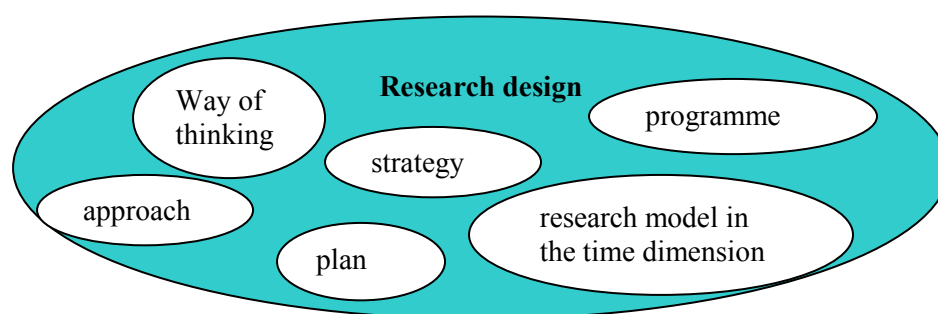 Research design
Way of
thinking
programme
strategy
approach
research model in
the time dimension
plan